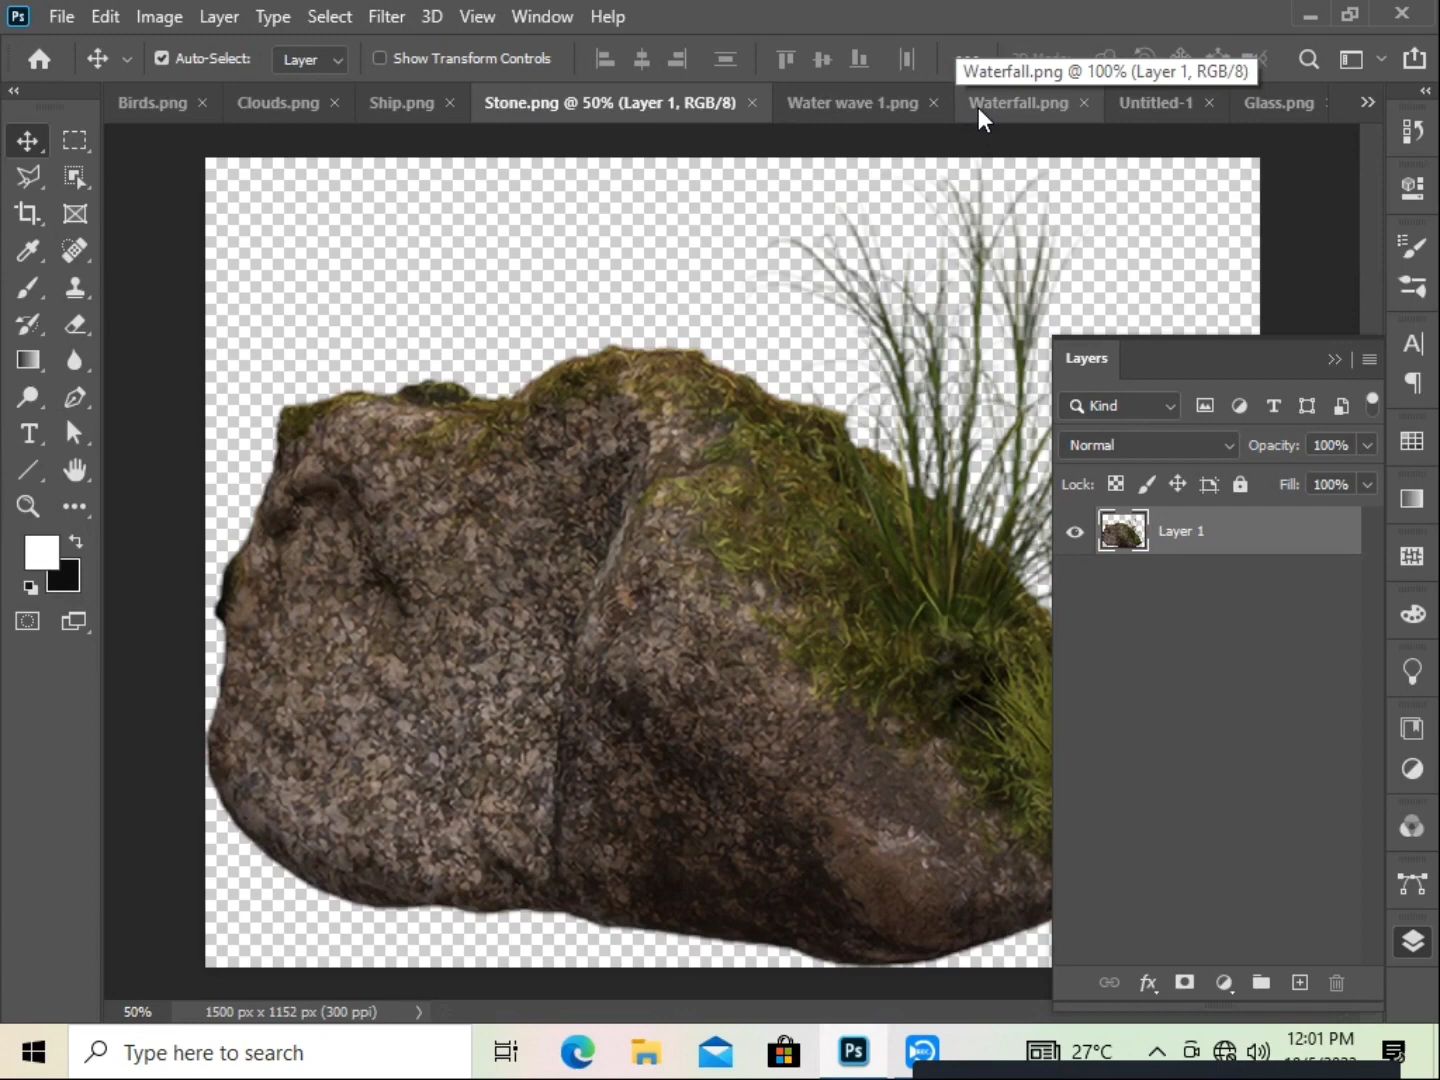 Ps File Edit Image Layer Type Select Filter 3D View Window Help
Auto-Select: Layer Show Transform Controls
Waterfall.png @ 100% (Layer 1, RGB/8)
Birds.png Clouds.png Ship.png Stone.png @ 50% (Layer 1, RGB/8) Water wave 1.png Waterfall.png Untitled-1 Glass.png
Layers
Kind
Normal Opacity: 100%
Lock: Fill: 100%
Layer 1
50% 1500 px x 1152 px (300 ppi)
Type here to search
Ps
27°C
12:01 PM